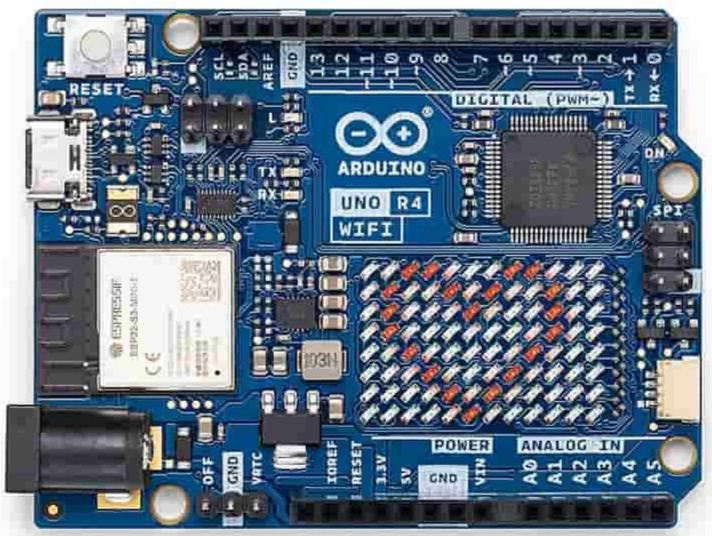 RESET
SCL
SDA
AREF
GND
13
12
~11
~10
~9
8
7
~6
~5
4
~3
2
TX→1
RX←0
DIGITAL (PWM~)
L
ARDUINO
®
TX
RX
UNO R4
WIFI
ON
SPI
ESPRESSIF
ESP32-S3-MINI-1
CE
103N
POWER
ANALOG IN
OFF
GND
VRTC
IOREF
RESET
3.3V
5V
GND
VIN
A0
A1
A2
A3
A4
A5